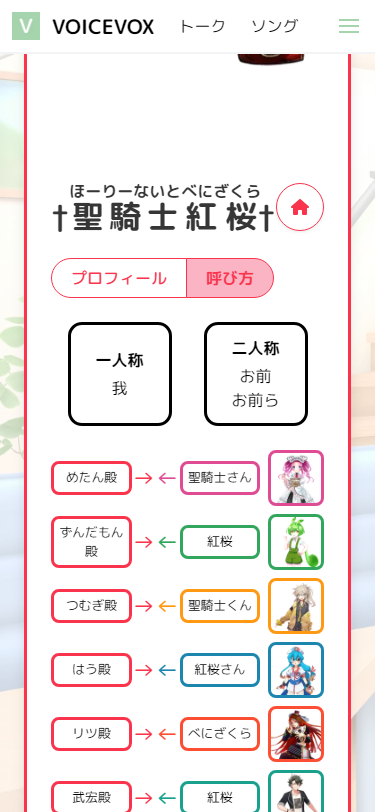 V VOICEVOX トーク ソング
ほーりーないとべにざくら
†聖騎士紅桜†
プロフィール 呼び方
一人称
我
二人称
お前
お前ら
めたん殿 → ← 聖騎士さん
ずんだもん
殿 → ← 紅桜
つむぎ殿 → ← 聖騎士くん
はう殿 → ← 紅桜さん
リツ殿 → ← べにざくら
武宏殿 → ← 紅桜